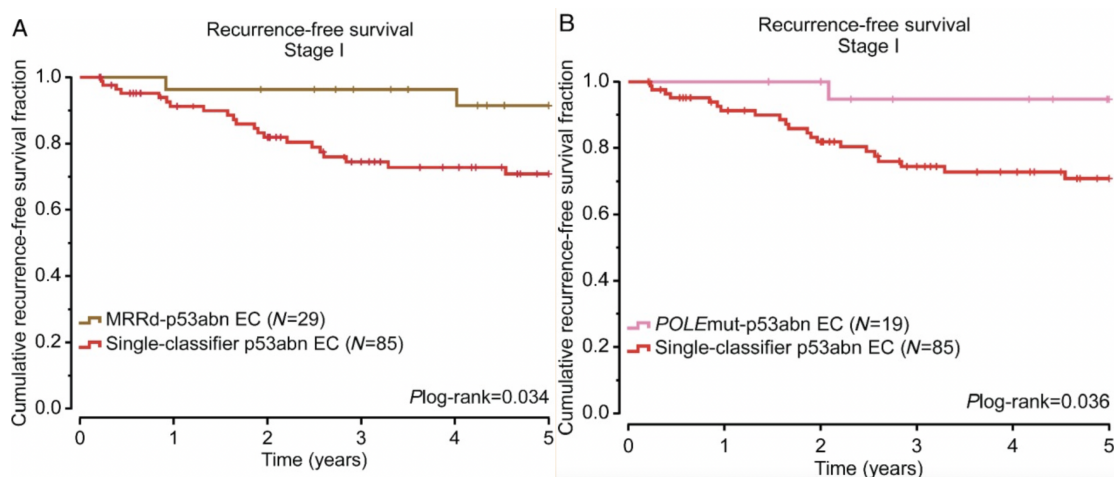 A
Recurrence-free survival
Stage I
Cumulative recurrence-free survival fraction
1.0
0.8
0.6
0.4
0.2
0.0
MRRd-p53abn EC (N=29)
Single-classifier p53abn EC (N=85)
Plog-rank=0.034
0 1 2 3 4 5
Time (years)
B
Recurrence-free survival
Stage I
Cumulative recurrence-free survival fraction
1.0
0.8
0.6
0.4
0.2
0.0
POLEmut-p53abn EC (N=19)
Single-classifier p53abn EC (N=85)
Plog-rank=0.036
0 1 2 3 4 5
Time (years)